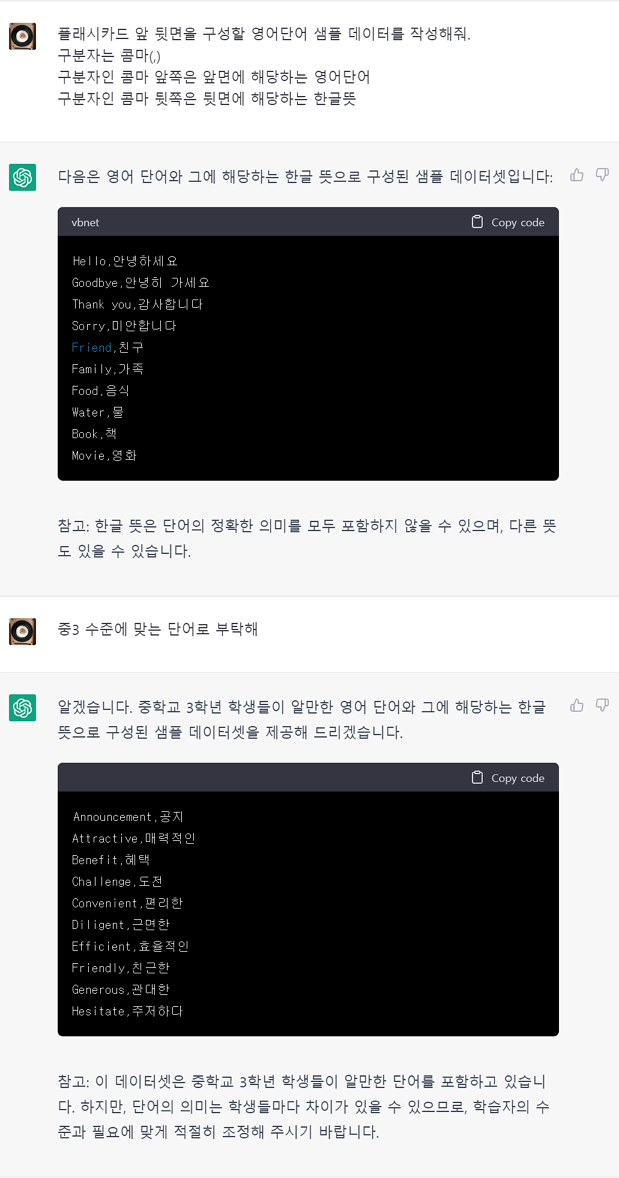 플래시카드 앞 뒷면을 구성할 영어단어 샘플 데이터를 작성해줘.
구분자는 콤마(,)
구분자인 콤마 앞쪽은 앞면에 해당하는 영어단어
구분자인 콤마 뒷쪽은 뒷면에 해당하는 한글뜻
다음은 영어 단어와 그에 해당하는 한글 뜻으로 구성된 샘플 데이터셋입니다:
vbnet Copy code
Hello,안녕하세요
Goodbye,안녕히 가세요
Thank you,감사합니다
Sorry,미안합니다
Friend,친구
Family,가족
Food,음식
Water,물
Book,책
Movie,영화
참고: 한글 뜻은 단어의 정확한 의미를 모두 포함하지 않을 수 있으며, 다른 뜻
도 있을 수 있습니다.
중3 수준에 맞는 단어로 부탁해
알겠습니다. 중학교 3학년 학생들이 알만한 영어 단어와 그에 해당하는 한글
뜻으로 구성된 샘플 데이터셋을 제공해 드리겠습니다.
Copy code
Announcement,공지
Attractive,매력적인
Benefit,혜택
Challenge,도전
Convenient,편리한
Diligent,근면한
Efficient,효율적인
Friendly,친근한
Generous,관대한
Hesitate,주저하다
참고: 이 데이터셋은 중학교 3학년 학생들이 알만한 단어를 포함하고 있습니
다. 하지만, 단어의 의미는 학생들마다 차이가 있을 수 있으므로, 학습자의 수
준과 필요에 맞게 적절히 조정해 주시기 바랍니다.